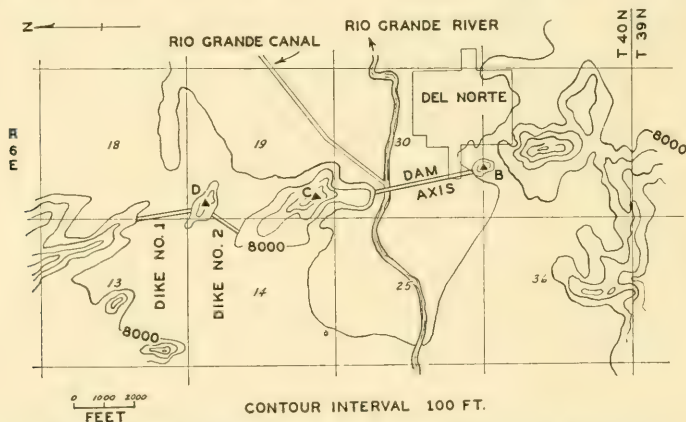 Z
RIO GRANDE CANAL
RIO GRANDE RIVER
T 40 N
T 39 N
DEL NORTE
R
6
E
18
19
30
8000
D
C
B
DAM
AXIS
DIKE NO. 1
DIKE NO. 2
8000
13
14
25
36
8000
0 1000 2000
FEET
CONTOUR INTERVAL 100 FT.